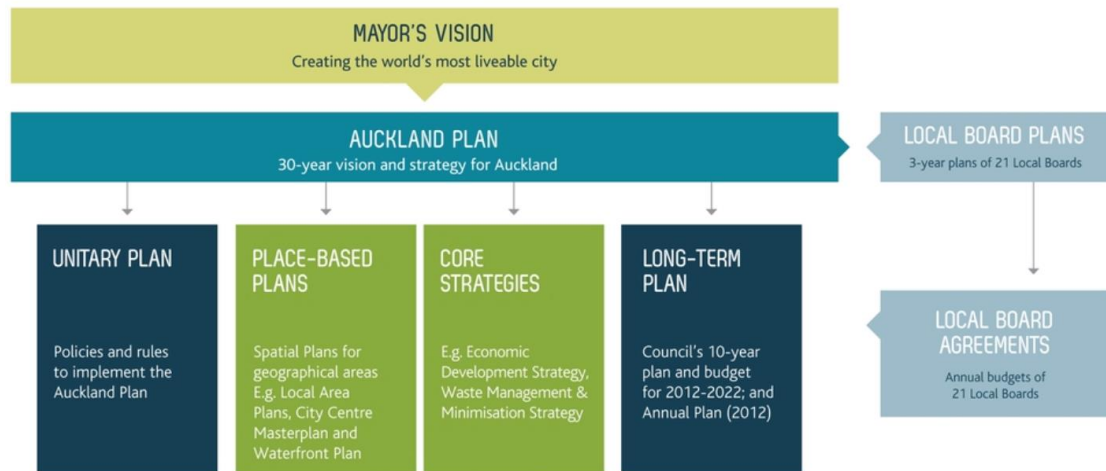 MAYOR'S VISION
Creating the world's most liveable city
AUCKLAND PLAN
30-year vision and strategy for Auckland
LOCAL BOARD PLANS
3-year plans of 21 Local Boards
UNITARY PLAN
Policies and rules
to implement the
Auckland Plan
PLACE-BASED
PLANS
Spatial Plans for
geographical areas
E.g. Local Area
Plans, City Centre
Masterplan and
Waterfront Plan
CORE
STRATEGIES
E.g. Economic
Development Strategy,
Waste Management &
Minimisation Strategy
LONG-TERM
PLAN
Council's 10-year
plan and budget
for 2012-2022; and
Annual Plan (2012)
LOCAL BOARD
AGREEMENTS
Annual budgets of
21 Local Boards